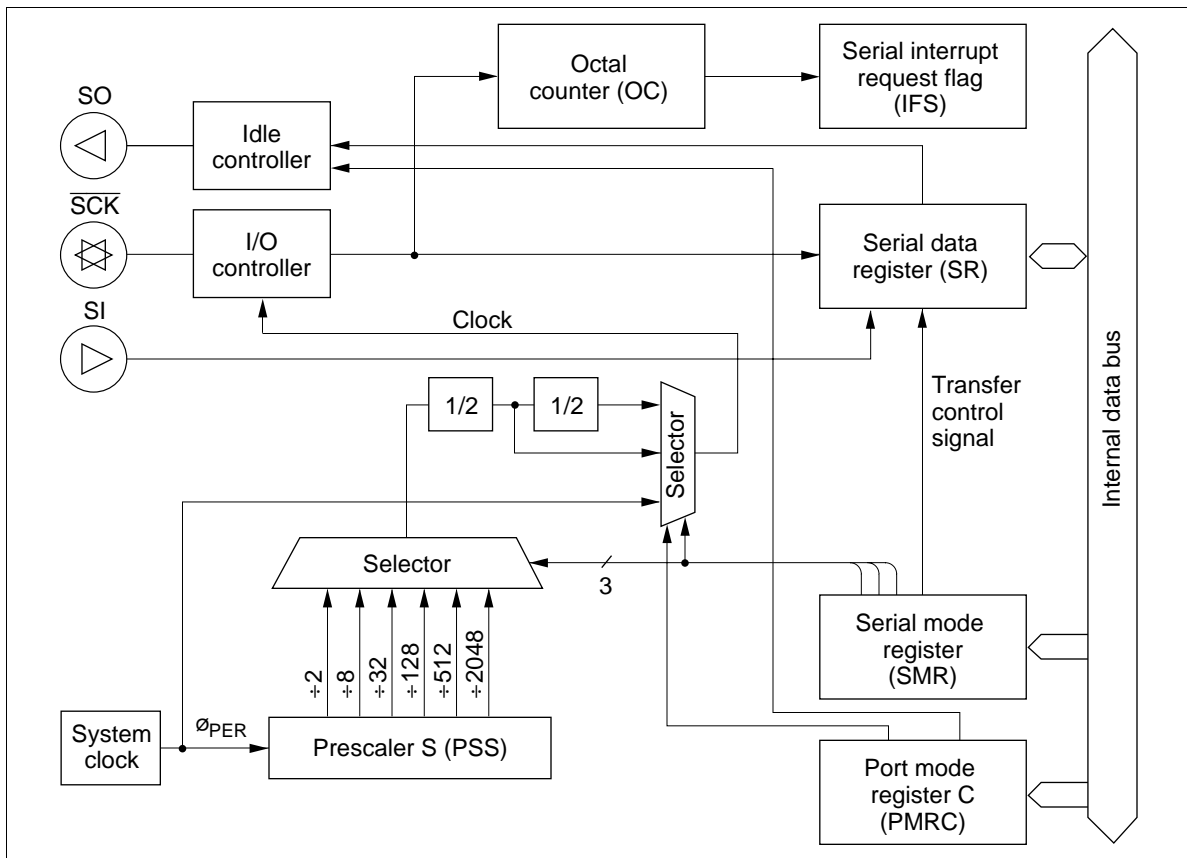 Octal
counter (OC)
Serial interrupt
request flag
(IFS)
SO
Idle
controller
SCK
I/O
controller
Serial data
register (SR)
SI
Clock
1/2
1/2
Selector
Transfer
control
signal
Internal data bus
Selector
3
÷2
÷8
÷32
÷128
÷512
÷2048
Serial mode
register
(SMR)
System
clock
øPER
Prescaler S (PSS)
Port mode
register C
(PMRC)